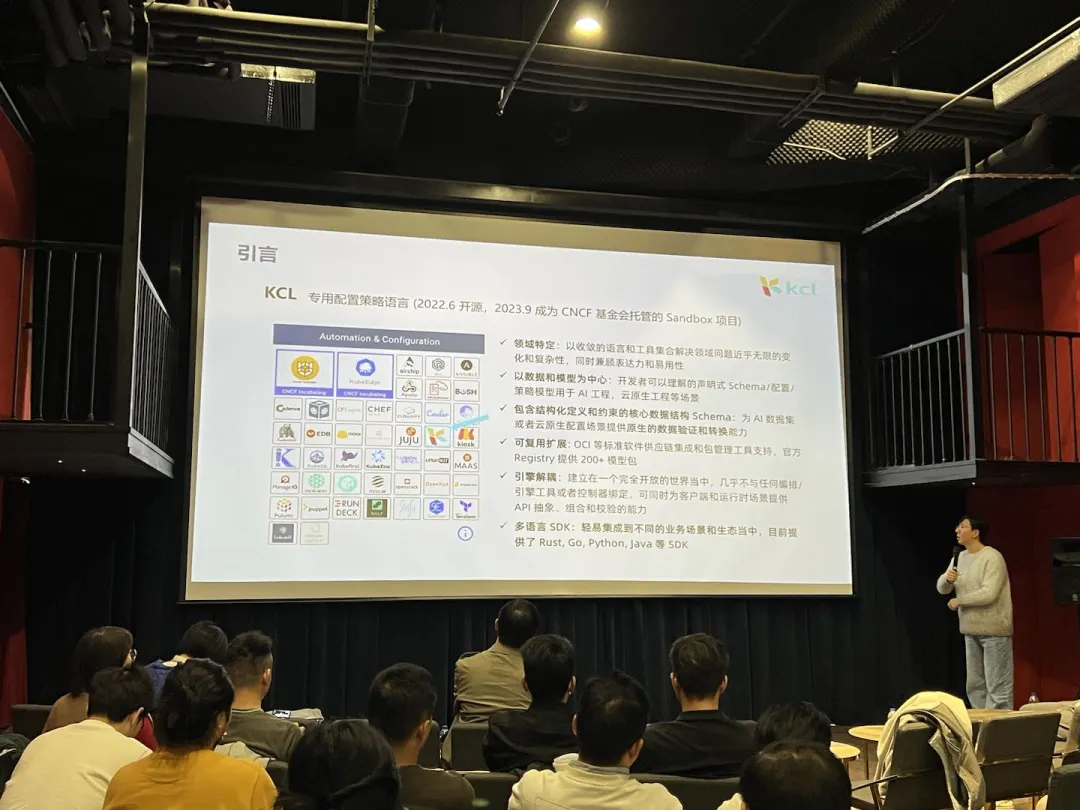 引言
kcl
KCL 专用配置策略语言 (2022.6 开源，2023.9 成为 CNCF 基金会托管的 Sandbox 项目)
Automation & Configuration
KubeEdge
CNCF Incubating
CNCF Incubating
airship
ANSIBLE
Apollo
BOSH
Cadence
CFEngine
CHEF
EDB
JUJU
kiosk
kubefirst
KubeZoo
LINUXKIT
MAAS
ManageIQ
openstack
Pulumi
puppet
RUNDECK
SALT
Terraform
✓ 领域特定：以收敛的语言和工具集合解决领域问题近乎无限的变
化和复杂性，同时兼顾表达力和易用性
✓ 以数据和模型为中心：开发者可以理解的声明式 Schema/配置/
策略模型用于 AI 工程，云原生工程等场景
✓ 包含结构化定义和约束的核心数据结构 Schema：为 AI 数据集
或者云原生配置场景提供原生的数据验证和转换能力
✓ 可复用扩展: OCI 等标准软件供应链集成和包管理工具支持，官方
Registry 提供 200+ 模型包
✓ 引擎解耦：建立在一个完全开放的世界当中，几乎不与任何编排/
引擎工具或者控制器绑定，可同时为客户端和运行时场景提供
API 抽象、组合和校验的能力
✓ 多语言 SDK：轻易集成到不同的业务场景和生态当中，目前提
供了 Rust, Go, Python, Java 等 SDK